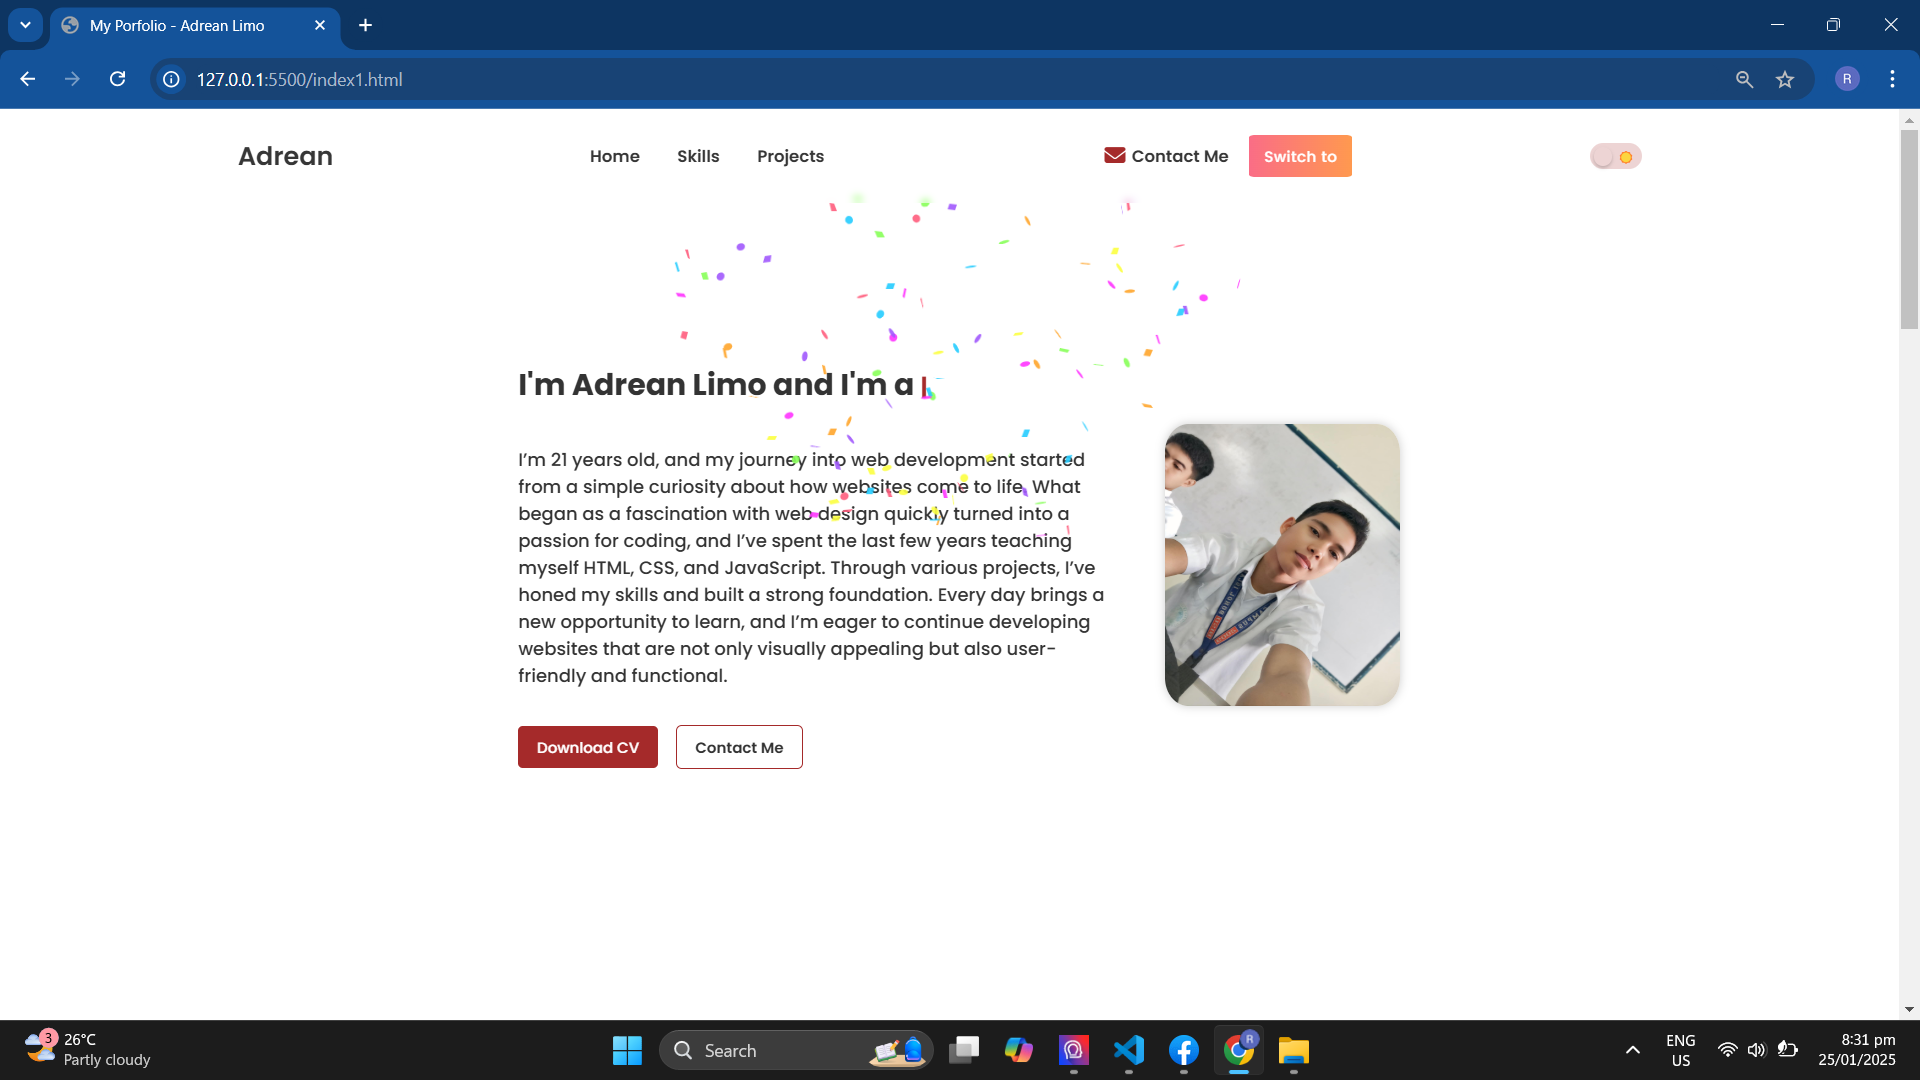 My Porfolio - Adrean Limo
127.0.0.1:5500/index1.html
R
Adrean
Home
Skills
Projects
Contact Me
Switch to
I'm Adrean Limo and I'm a
I’m 21 years old, and my journey into web development started
from a simple curiosity about how websites come to life. What
began as a fascination with web design quickly turned into a
passion for coding, and I’ve spent the last few years teaching
myself HTML, CSS, and JavaScript. Through various projects, I’ve
honed my skills and built a strong foundation. Every day brings a
new opportunity to learn, and I’m eager to continue developing
websites that are not only visually appealing but also user-
friendly and functional.
Download CV
Contact Me
3
26°C
Partly cloudy
Search
R
ENG
US
8:31 pm
25/01/2025